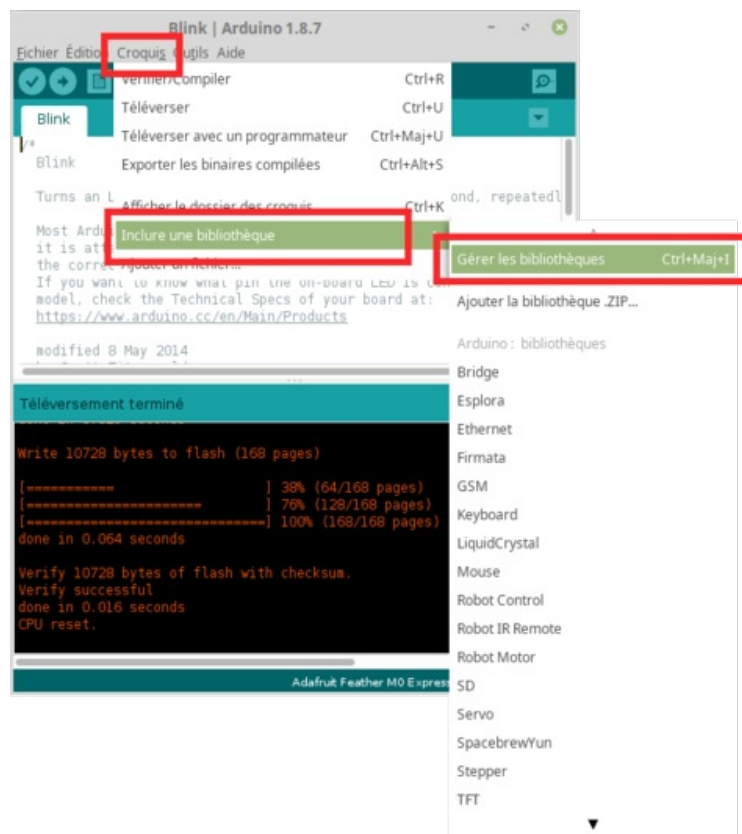 Blink | Arduino 1.8.7
Fichier Édition Croquis Outils Aide
Vérifier/Compiler Ctrl+R
Téléverser Ctrl+U
Téléverser avec un programmateur Ctrl+Maj+U
Exporter les binaires compilées Ctrl+Alt+S
Afficher le dossier des croquis Ctrl+K
Inclure une bibliothèque
Ajouter un fichier...
Blink
/*
Blink
Turns an L ond, repeatedl
Most Ardu
it is att
the correc
If you want to know what pin the on-board LED is con
model, check the Technical Specs of your board at:
https://www.arduino.cc/en/Main/Products
modified 8 May 2014
Gérer les bibliothèques Ctrl+Maj+I
Ajouter la bibliothèque .ZIP...
Arduino : bibliothèques
Bridge
Esplora
Ethernet
Firmata
GSM
Keyboard
LiquidCrystal
Mouse
Robot Control
Robot IR Remote
Robot Motor
SD
Servo
SpacebrewYun
Stepper
TFT
Téléversement terminé
Write 10728 bytes to flash (168 pages)
[=========== ] 38% (64/168 pages)
[======================= ] 76% (128/168 pages)
[==============================] 100% (168/168 pages)
done in 0.064 seconds
Verify 10728 bytes of flash with checksum.
Verify successful
done in 0.016 seconds
CPU reset.
Adafruit Feather M0 Expres